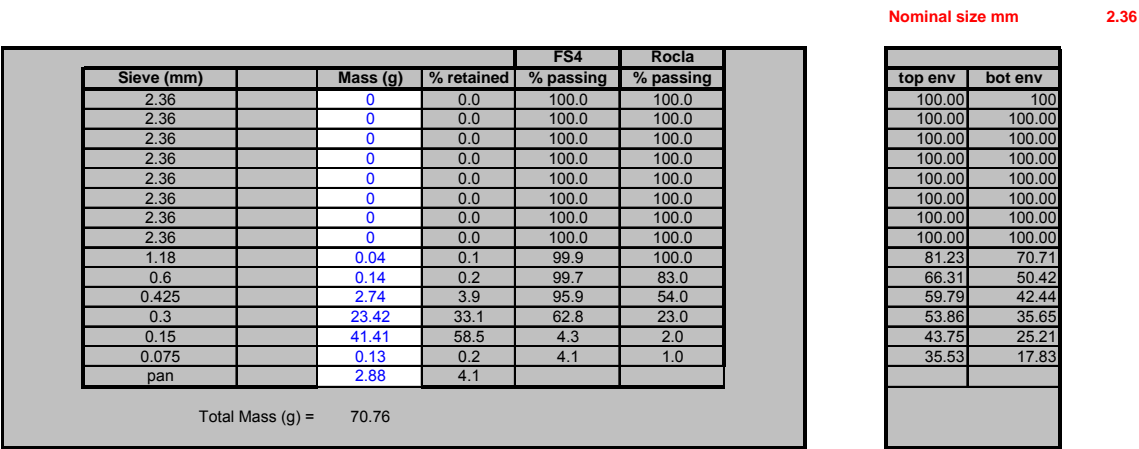 Nominal size mm 2.36
FS4 Rocla
Sieve (mm) Mass (g) % retained % passing % passing top env bot env
2.36 0 0.0 100.0 100.0 100.00 100
2.36 0 0.0 100.0 100.0 100.00 100.00
2.36 0 0.0 100.0 100.0 100.00 100.00
2.36 0 0.0 100.0 100.0 100.00 100.00
2.36 0 0.0 100.0 100.0 100.00 100.00
2.36 0 0.0 100.0 100.0 100.00 100.00
2.36 0 0.0 100.0 100.0 100.00 100.00
2.36 0 0.0 100.0 100.0 100.00 100.00
1.18 0.04 0.1 99.9 100.0 81.23 70.71
0.6 0.14 0.2 99.7 83.0 66.31 50.42
0.425 2.74 3.9 95.9 54.0 59.79 42.44
0.3 23.42 33.1 62.8 23.0 53.86 35.65
0.15 41.41 58.5 4.3 2.0 43.75 25.21
0.075 0.13 0.2 4.1 1.0 35.53 17.83
pan 2.88 4.1
Total Mass (g) = 70.76